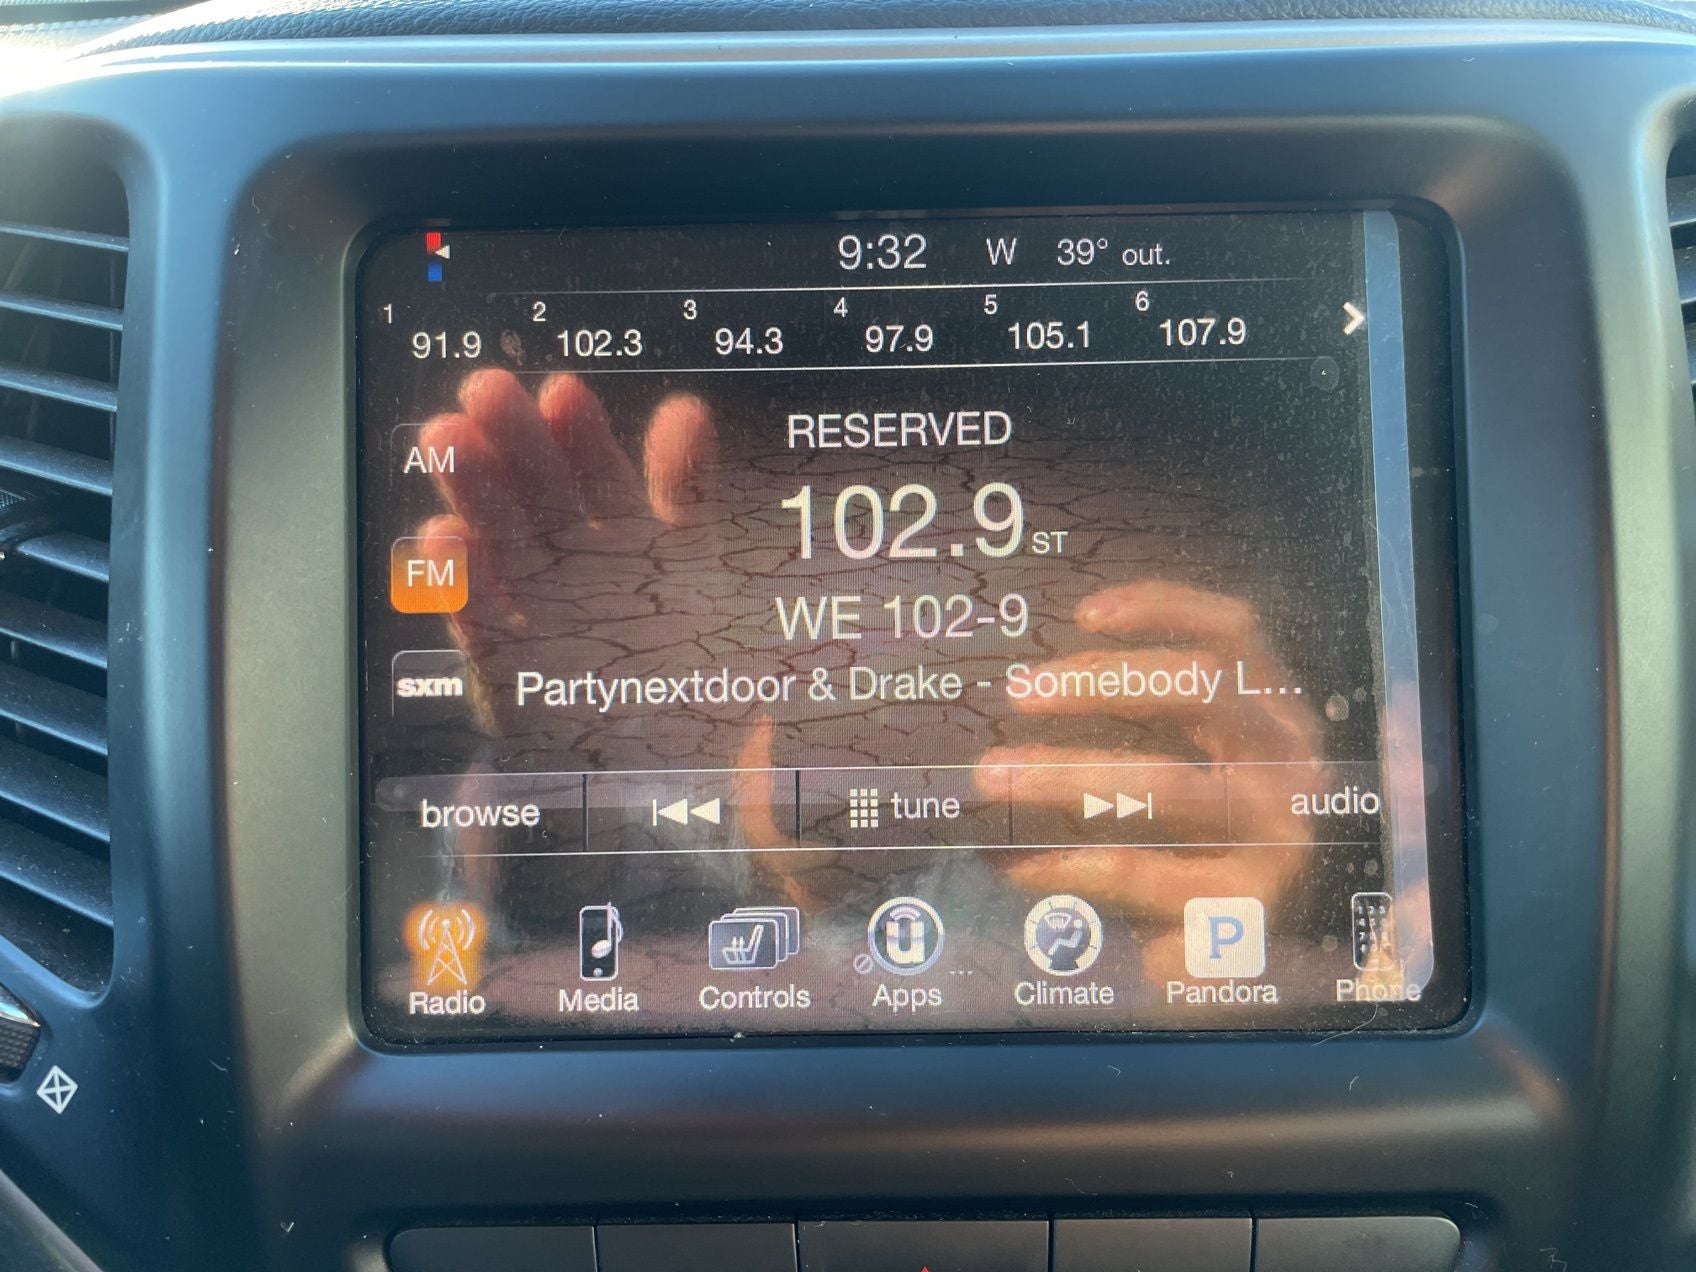 9:32 W 39° out.
1 91.9 2 102.3 3 94.3 4 97.9 5 105.1 6 107.9
RESERVED
AM
102.9 ST
FM
WE 102-9
sxm
Partynextdoor & Drake - Somebody L...
browse tune audio
u P
Radio Media Controls Apps ... Climate Pandora Phone